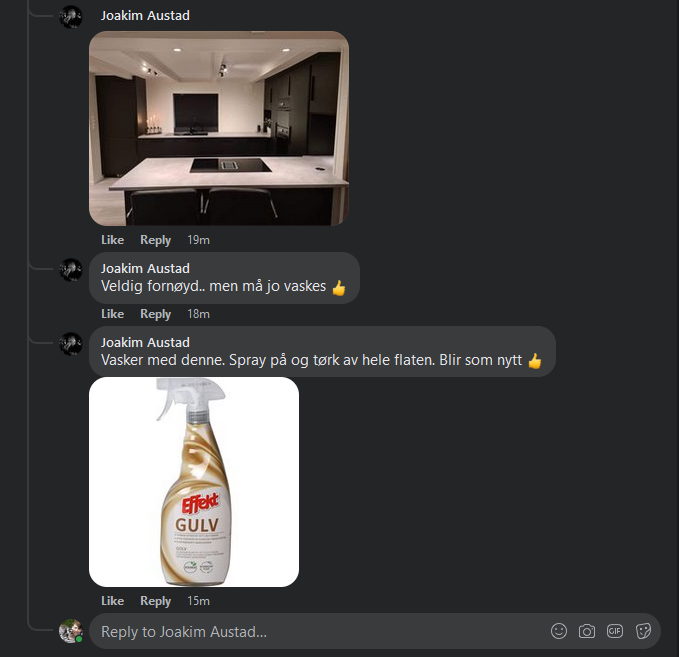 Joakim Austad
Like Reply 19m
Joakim Austad
Veldig fornøyd.. men må jo vaskes 👍
Like Reply 18m
Joakim Austad
Vasker med denne. Spray på og tørk av hele flaten. Blir som nytt 👍
Effekt
GULV
Like Reply 15m
Reply to Joakim Austad...
GIF